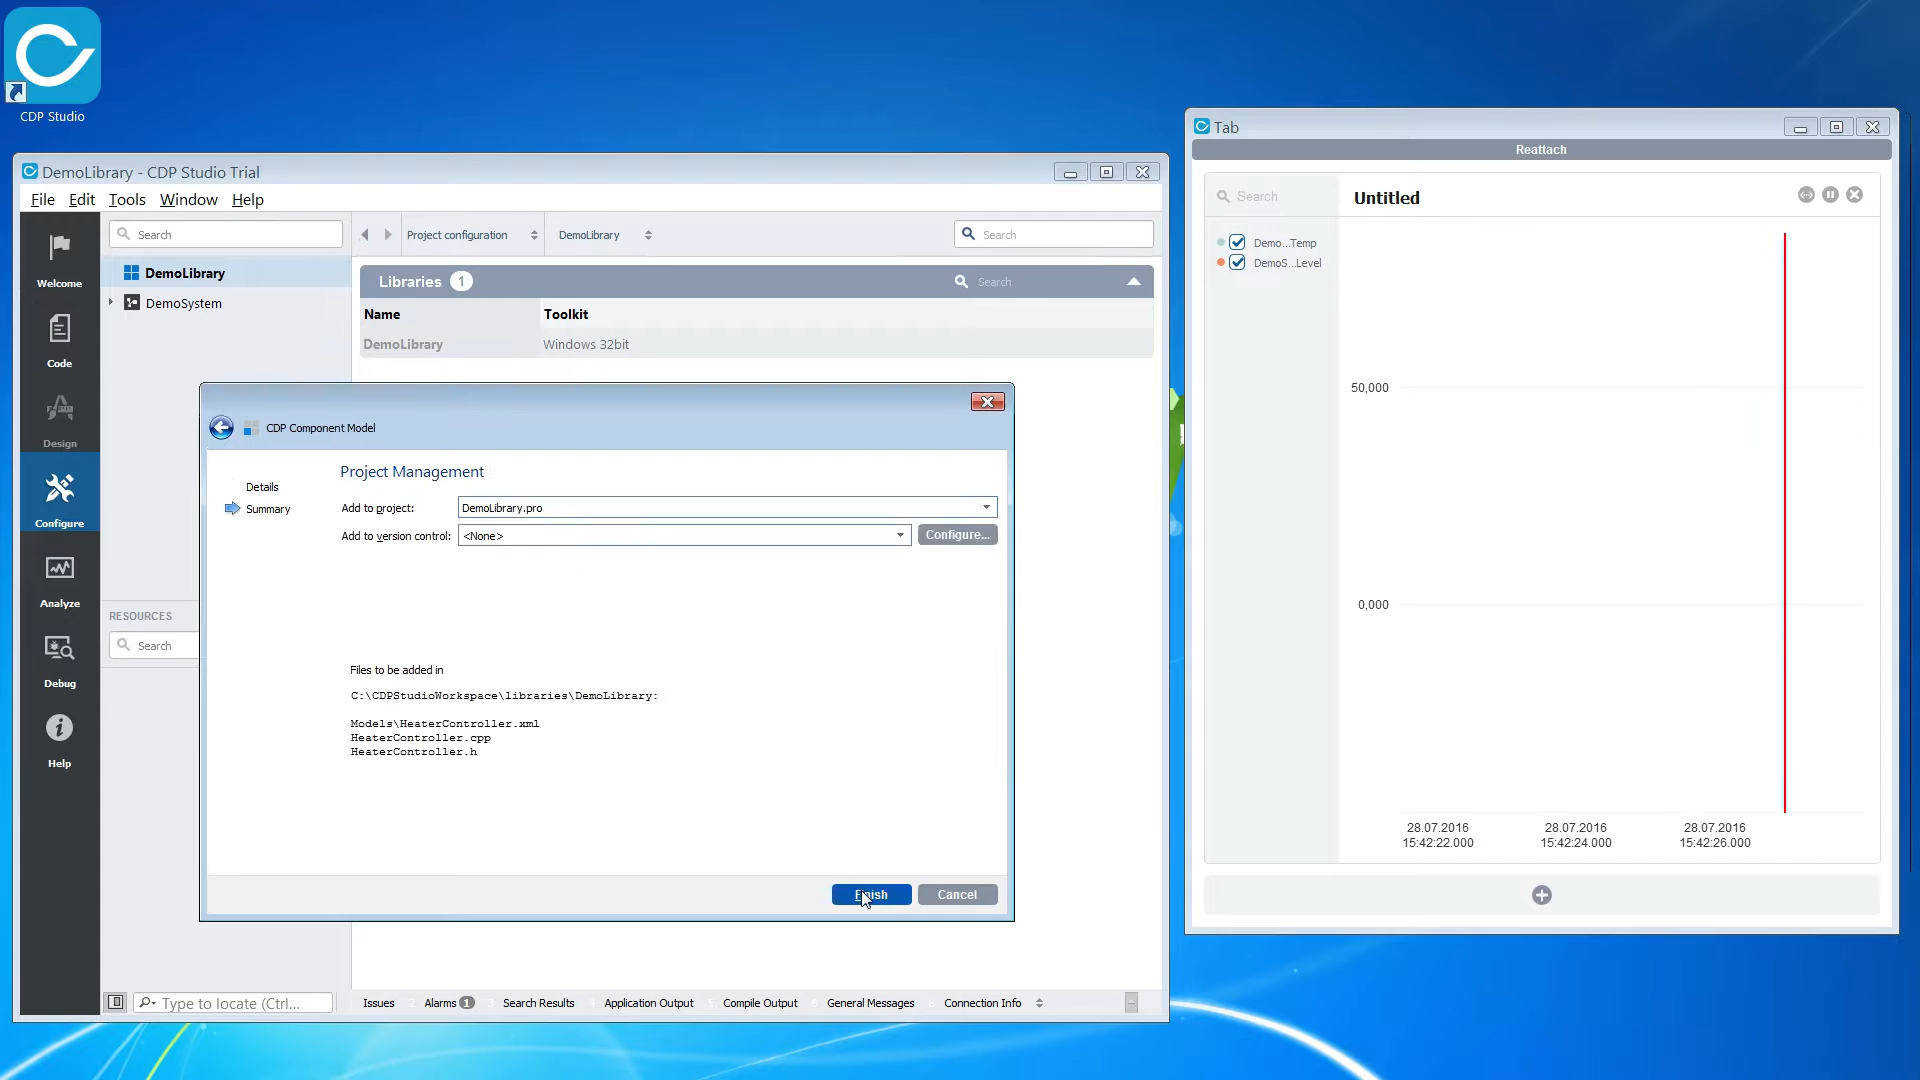 CDP Studio
DemoLibrary - CDP Studio Trial
File Edit Tools Window Help
Search
Project configuration
DemoLibrary
Search
Welcome
Code
Design
Configure
Analyze
Debug
Help
DemoLibrary
DemoSystem
RESOURCES
Search
Libraries 1
Search
Name Toolkit
DemoLibrary Windows 32bit
CDP Component Model
Details
Summary
Project Management
Add to project: DemoLibrary.pro
Add to version control: <None> Configure...
Files to be added in
C:\CDPStudioWorkspace\libraries\DemoLibrary:
Models\HeaterController.xml
HeaterController.cpp
HeaterController.h
Finish Cancel
Type to locate (Ctrl...
Issues Alarms 1 Search Results Application Output Compile Output General Messages Connection Info
Tab
Reattach
Search
Untitled
Demo...Temp
DemoS...Level
50,000
0,000
28.07.2016 28.07.2016 28.07.2016
15:42:22.000 15:42:24.000 15:42:26.000